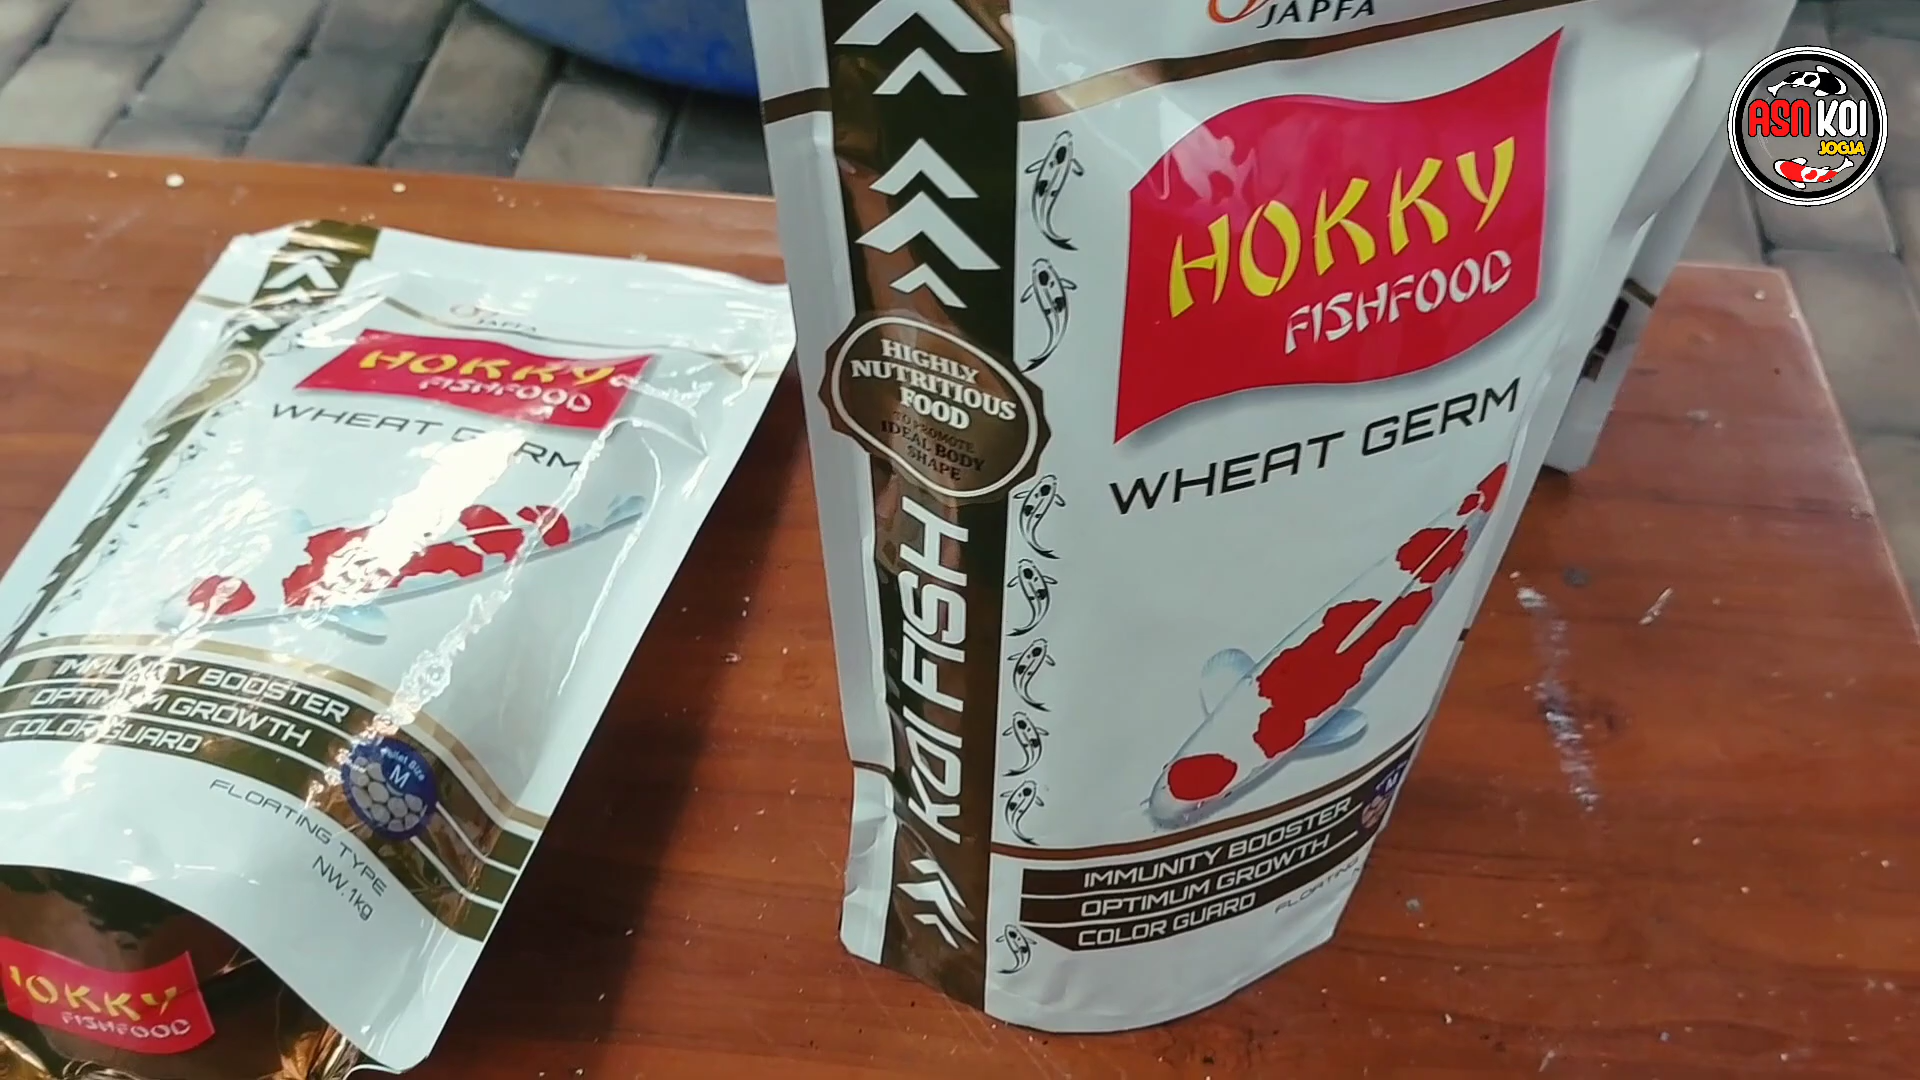 JAPFA
HOKKY
FISHFOOD
WHEAT GERM
IMMUNITY BOOSTER
OPTIMUM GROWTH
COLOR GUARD
Pellet Size
M
FLOATING TYPE
NW.1kg
HOKKY
FISHFOOD
JAPFA
HOKKY
FISHFOOD
WHEAT GERM
HIGHLY
NUTRITIOUS
FOOD
TO PROMOTE
IDEAL BODY
SHAPE
KOI FISH
IMMUNITY BOOSTER
OPTIMUM GROWTH
COLOR GUARD
FLOATING
M
ASN KOI
JOGJA